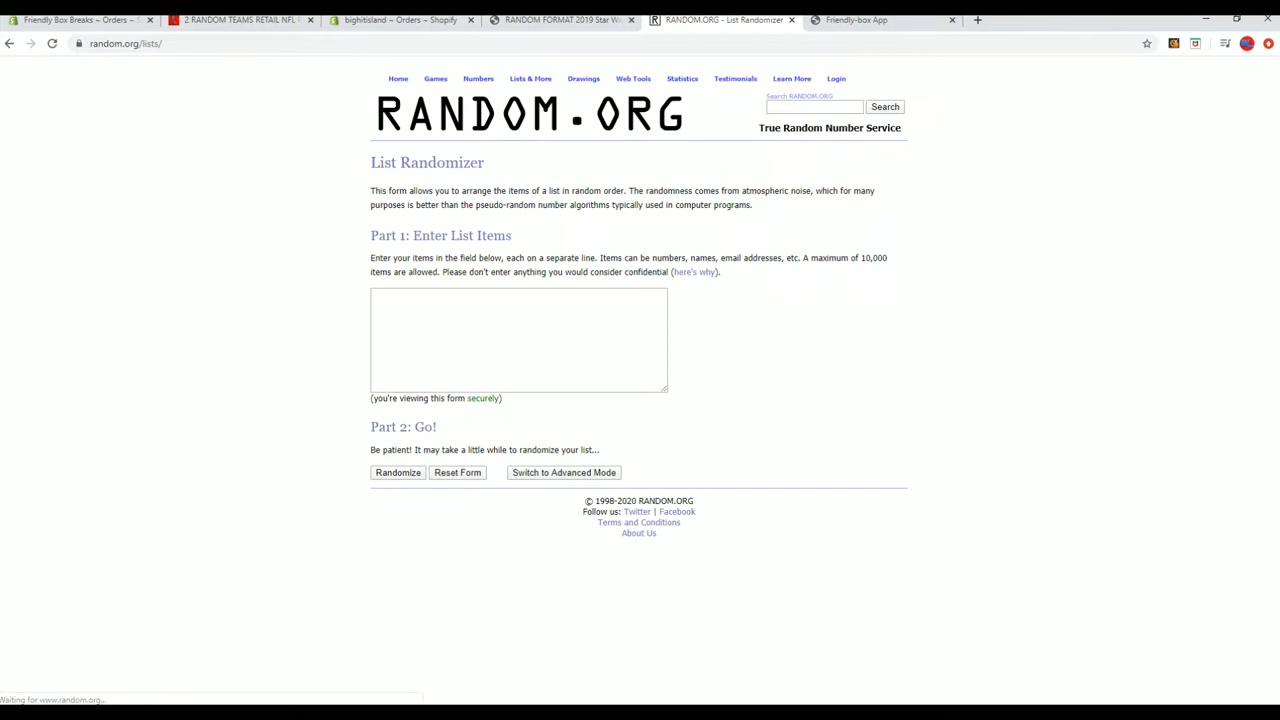 Friendly Box Breaks ~ Orders ~ S
2 RANDOM TEAMS RETAIL NFL F
bighitisland ~ Orders ~ Shopify
RANDOM FORMAT 2019 Star W
RANDOM.ORG - List Randomizer
Friendly-box App
random.org/lists/
Home Games Numbers Lists & More Drawings Web Tools Statistics Testimonials Learn More Login
RANDOM.ORG
Search RANDOM.ORG
Search
True Random Number Service
List Randomizer
This form allows you to arrange the items of a list in random order. The randomness comes from atmospheric noise, which for many
purposes is better than the pseudo-random number algorithms typically used in computer programs.
Part 1: Enter List Items
Enter your items in the field below, each on a separate line. Items can be numbers, names, email addresses, etc. A maximum of 10,000
items are allowed. Please don't enter anything you would consider confidential (here's why).
(you're viewing this form securely)
Part 2: Go!
Be patient! It may take a little while to randomize your list...
Randomize Reset Form Switch to Advanced Mode
© 1998-2020 RANDOM.ORG
Follow us: Twitter | Facebook
Terms and Conditions
About Us
Waiting for www.random.org...